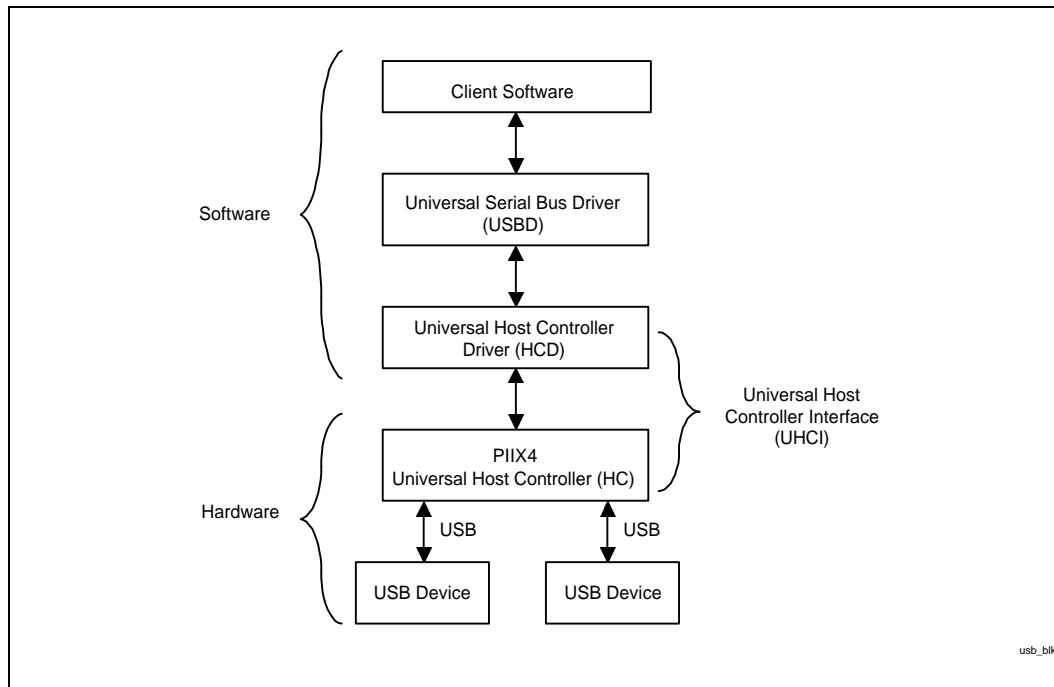 Client Software
Universal Serial Bus Driver
(USBD)
Software
Universal Host Controller
Driver (HCD)
Universal Host
Controller Interface
(UHCI)
PIIX4
Universal Host Controller (HC)
Hardware
USB
USB
USB Device
USB Device
usb_blk